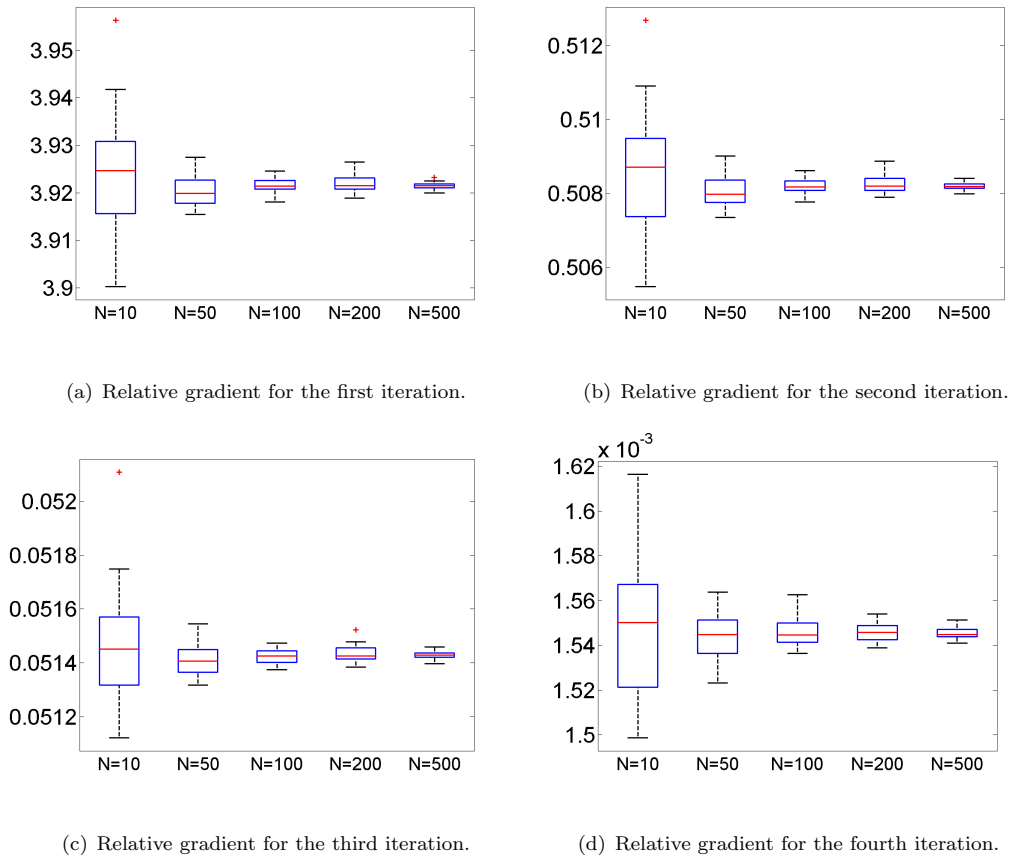 3.95
3.94
3.93
3.92
3.91
3.9
N=10 N=50 N=100 N=200 N=500
(a) Relative gradient for the first iteration.
0.512
0.51
0.508
0.506
N=10 N=50 N=100 N=200 N=500
(b) Relative gradient for the second iteration.
0.052
0.0518
0.0516
0.0514
0.0512
N=10 N=50 N=100 N=200 N=500
(c) Relative gradient for the third iteration.
x 10^-3
1.62
1.6
1.58
1.56
1.54
1.52
1.5
N=10 N=50 N=100 N=200 N=500
(d) Relative gradient for the fourth iteration.